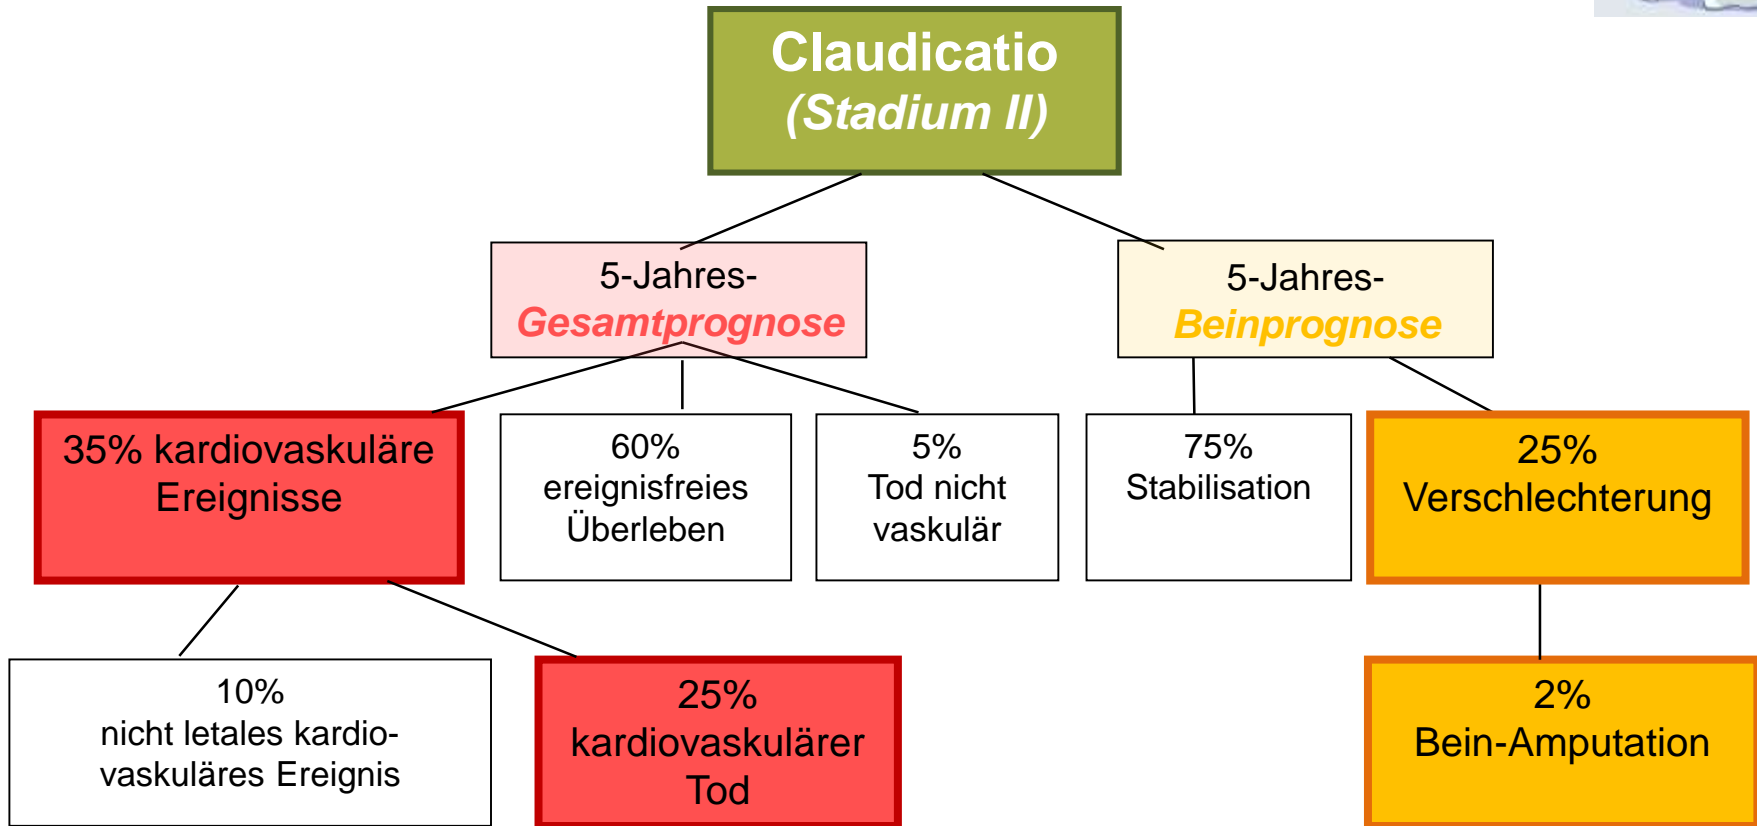 Claudicatio
(Stadium II)
5-Jahres-
Gesamtprognose
5-Jahres-
Beinprognose
35% kardiovaskuläre
Ereignisse
60%
ereignisfreies
Überleben
5%
Tod nicht
vaskulär
75%
Stabilisation
25%
Verschlechterung
10%
nicht letales kardio-
vaskuläres Ereignis
25%
kardiovaskulärer
Tod
2%
Bein-Amputation